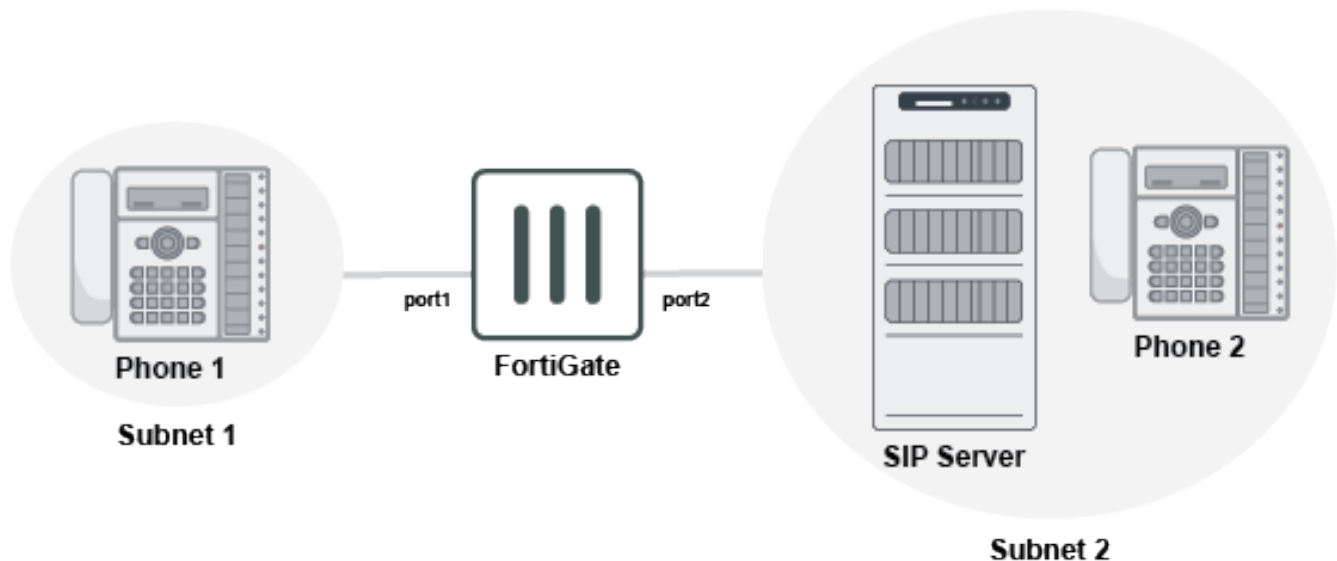 port1
port2
Phone 1
FortiGate
Phone 2
Subnet 1
SIP Server
Subnet 2